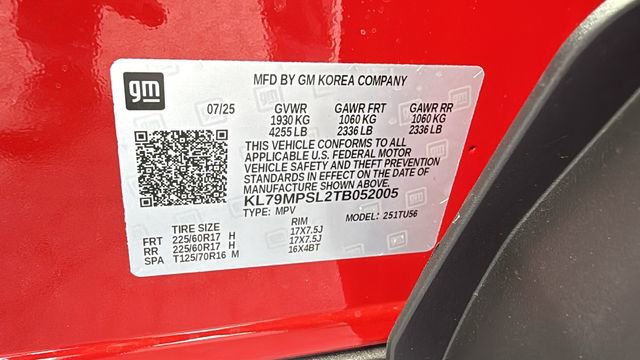 gm
MFD BY GM KOREA COMPANY
07/25 GVWR GAWR FRT GAWR RR
1930 KG 1060 KG 1060 KG
4255 LB 2336 LB 2336 LB
THIS VEHICLE CONFORMS TO ALL
APPLICABLE U.S. FEDERAL MOTOR
VEHICLE SAFETY AND THEFT PREVENTION
STANDARDS IN EFFECT ON THE DATE OF
MANUFACTURE SHOWN ABOVE.
KL79MPSL2TB052005
TYPE: MPV MODEL: 251TU56
TIRE SIZE RIM
FRT 225/60R17 H 17X7.5J
RR 225/60R17 H 17X7.5J
SPA T125/70R16 M 16X4BT